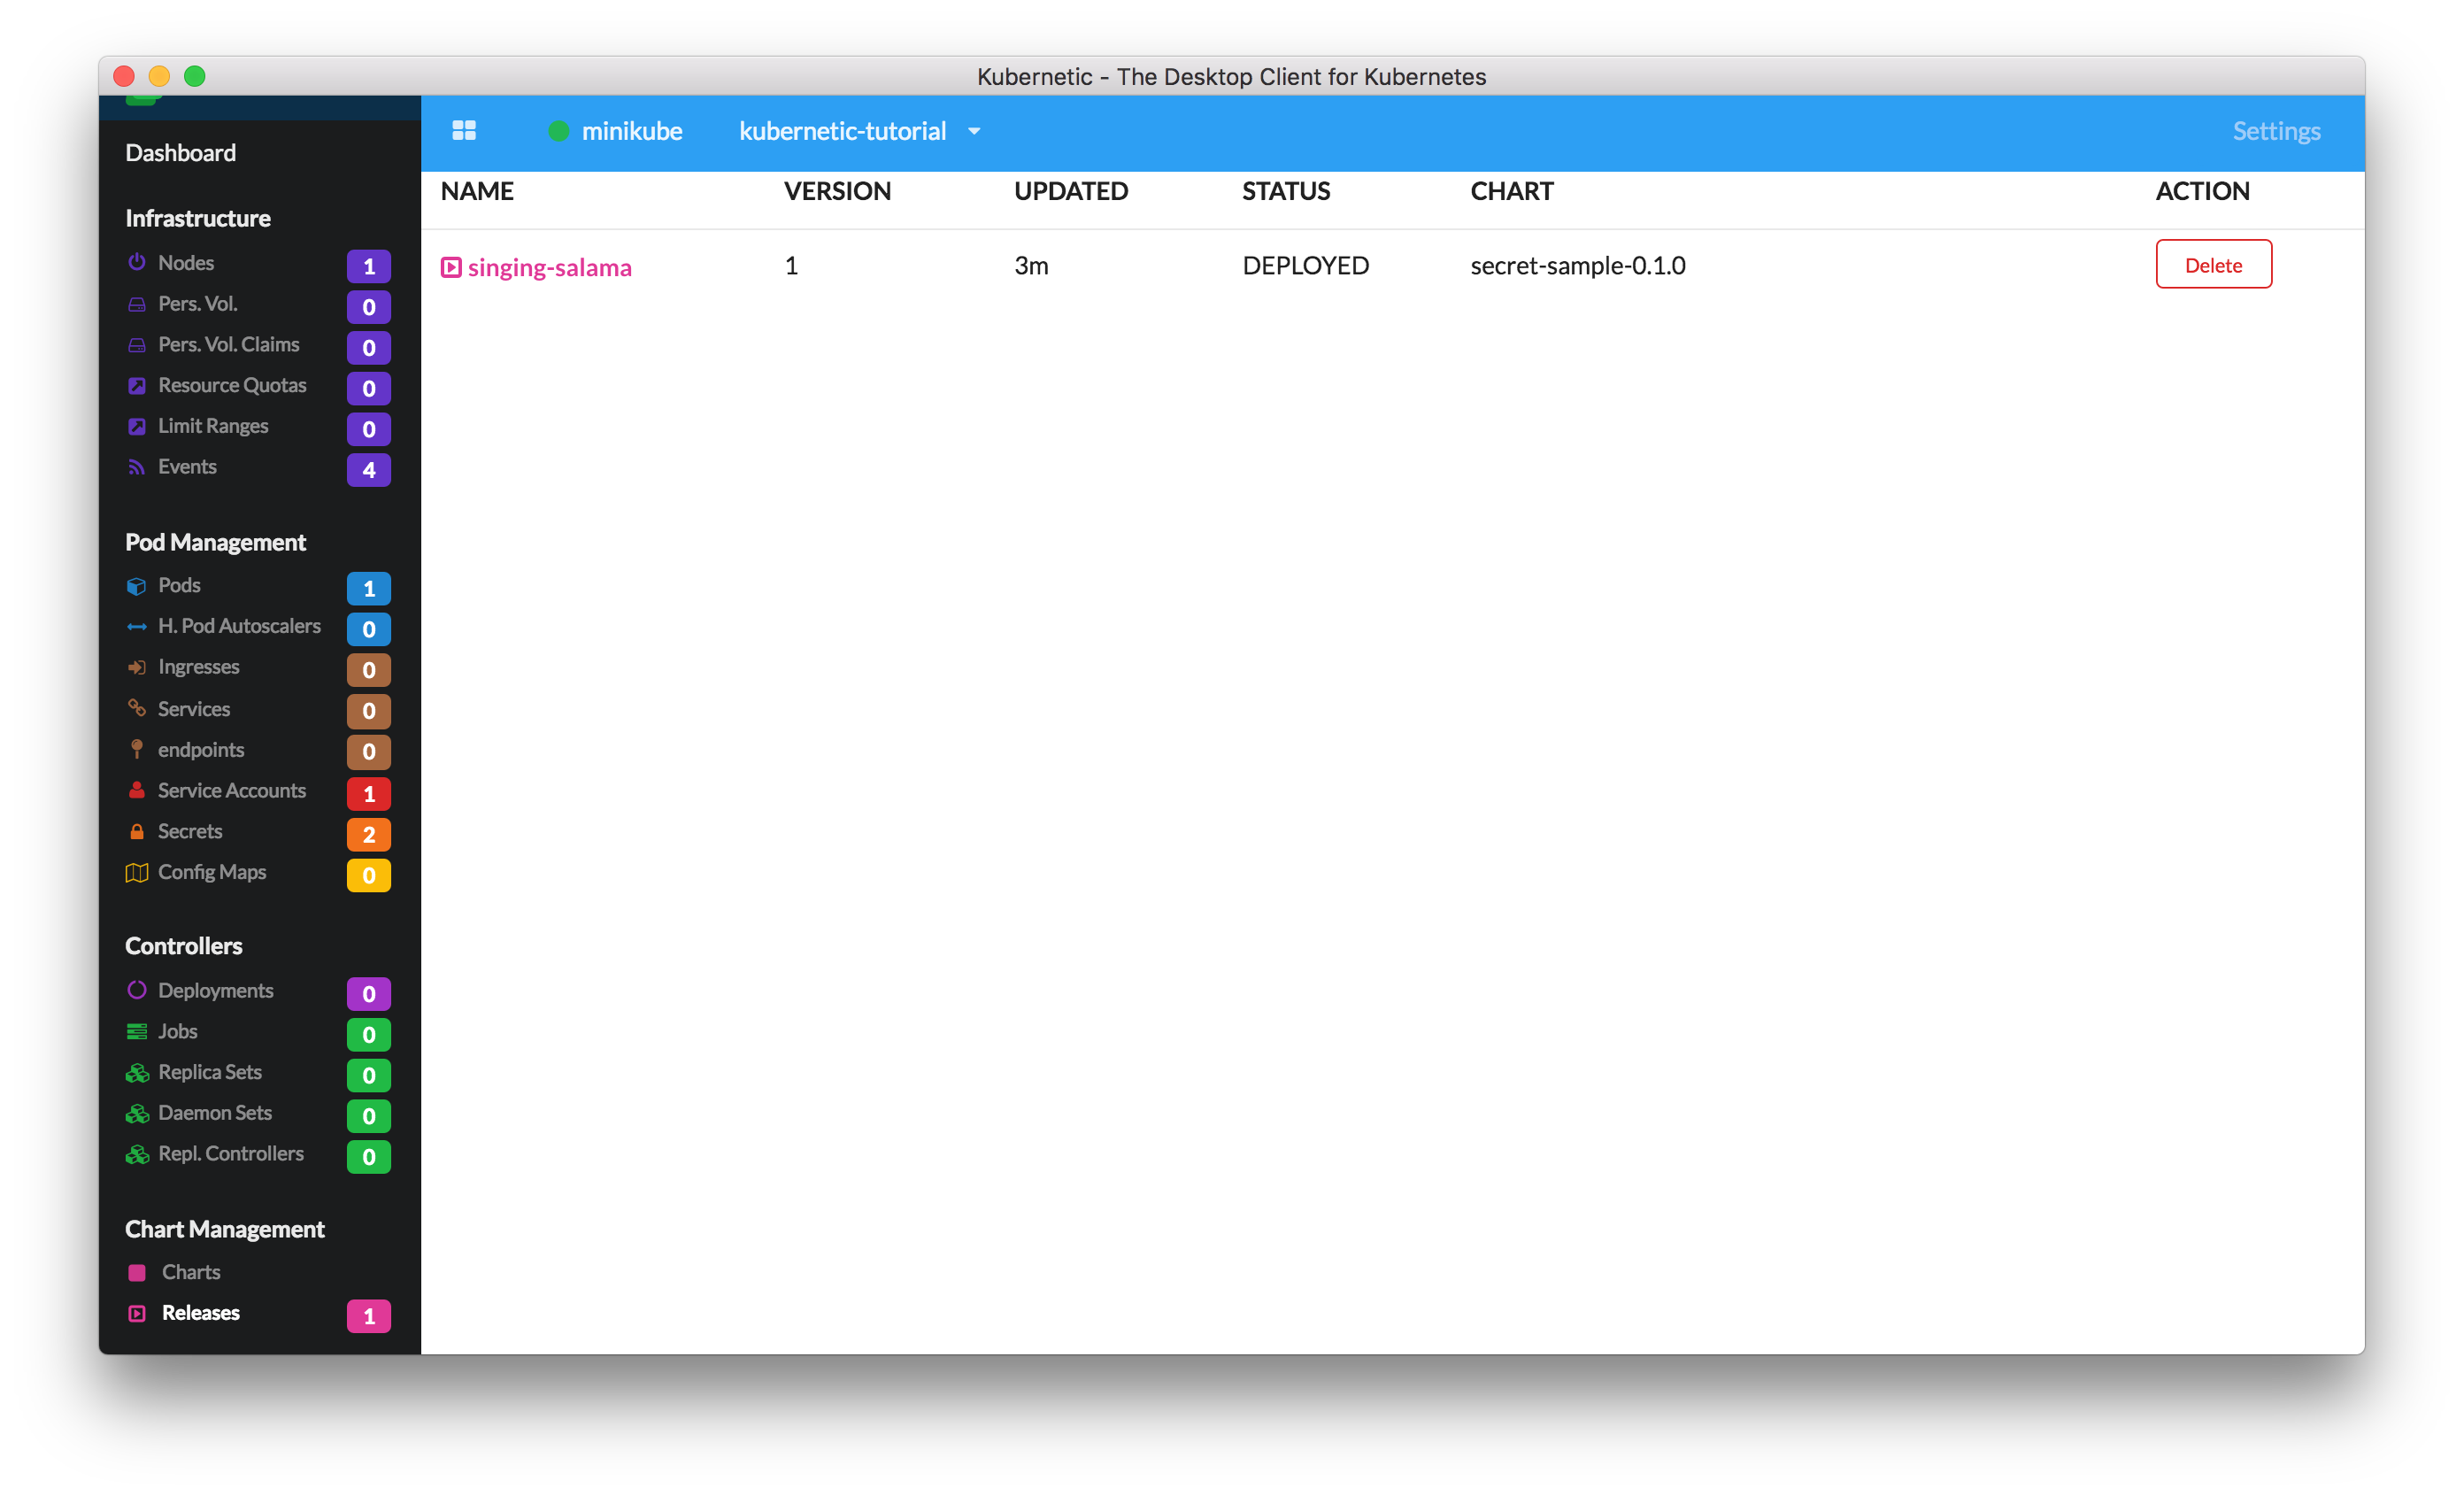 Kubernetic - The Desktop Client for Kubernetes
minikube kubernetic-tutorial Settings
Dashboard
Infrastructure
Nodes 1
Pers. Vol. 0
Pers. Vol. Claims 0
Resource Quotas 0
Limit Ranges 0
Events 4
Pod Management
Pods 1
H. Pod Autoscalers 0
Ingresses 0
Services 0
endpoints 0
Service Accounts 1
Secrets 2
Config Maps 0
Controllers
Deployments 0
Jobs 0
Replica Sets 0
Daemon Sets 0
Repl. Controllers 0
Chart Management
Charts
Releases 1
NAME VERSION UPDATED STATUS CHART ACTION
singing-salama 1 3m DEPLOYED secret-sample-0.1.0 Delete